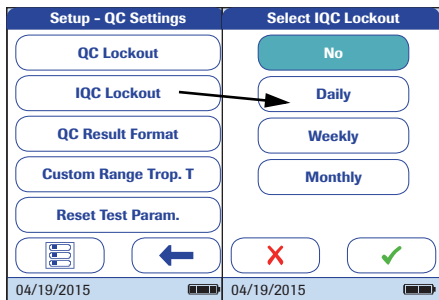 Setup - QC Settings
QC Lockout
IQC Lockout
QC Result Format
Custom Range Trop. T
Reset Test Param.
04/19/2015
Select IQC Lockout
No
Daily
Weekly
Monthly
04/19/2015